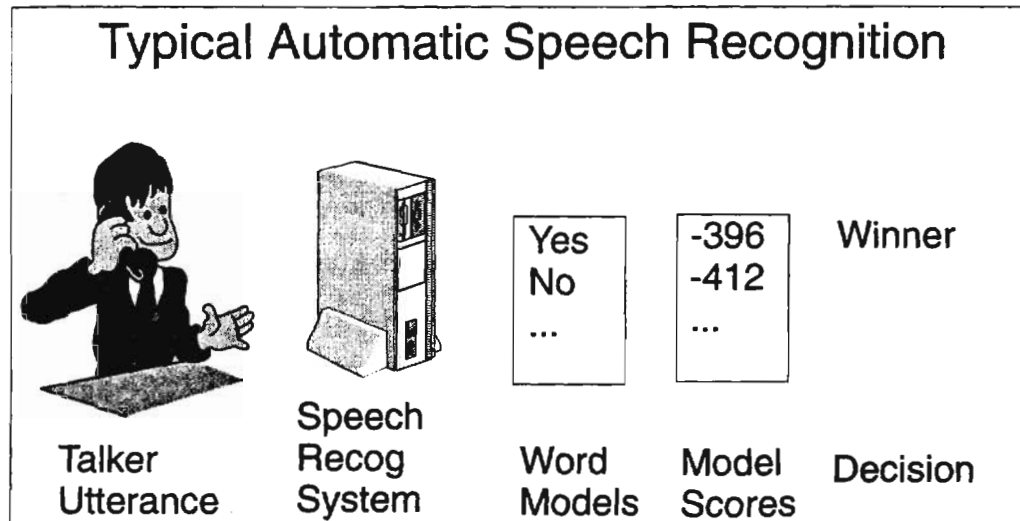 Typical Automatic Speech Recognition
Yes -396 Winner
No -412
... ...
Talker Utterance
Speech Recog System
Word Models
Model Scores
Decision